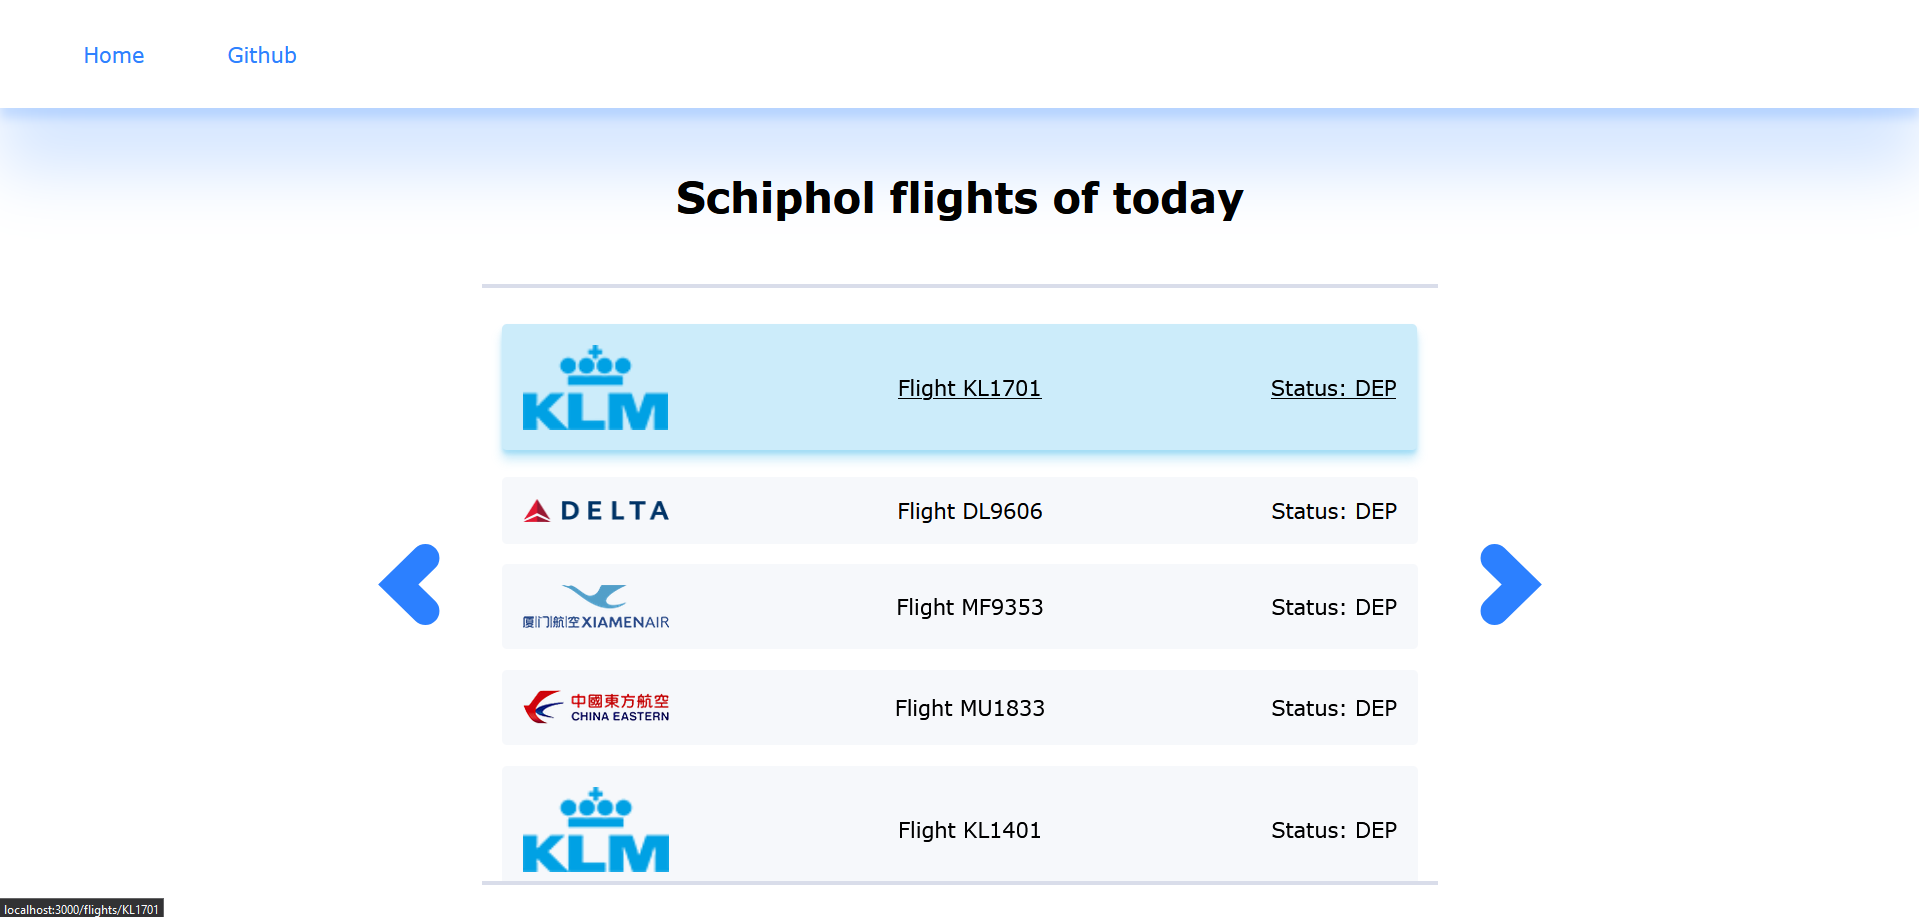 Home Github
Schiphol flights of today
KLM Flight KL1701 Status: DEP
DELTA Flight DL9606 Status: DEP
厦门航空 XIAMENAIR Flight MF9353 Status: DEP
中國東方航空
CHINA EASTERN Flight MU1833 Status: DEP
KLM Flight KL1401 Status: DEP
localhost:3000/flights/KL1701